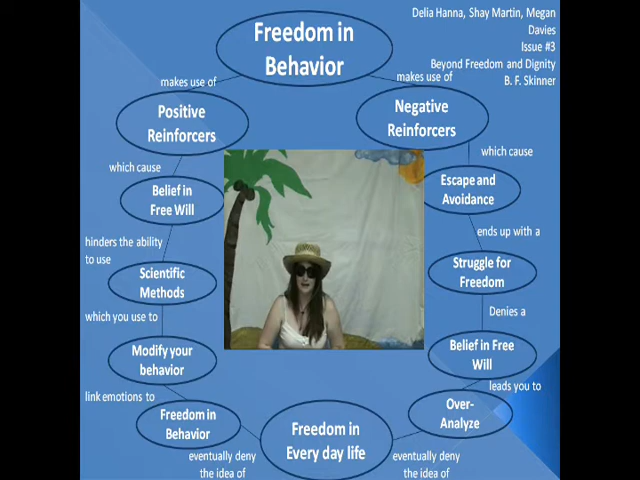 Delia Hanna, Shay Martin, Megan
Davies
Issue #3
Beyond Freedom and Dignity
B. F. Skinner
Freedom in
Behavior
makes use of
makes use of
Positive
Reinforcers
Negative
Reinforcers
which cause
which cause
Belief in
Free Will
Escape and
Avoidance
hinders the ability
to use
ends up with a
Scientific
Methods
Struggle for
Freedom
which you use to
Denies a
Modify your
behavior
Belief in Free
Will
link emotions to
leads you to
Freedom in
Behavior
Over-
Analyze
Freedom in
Every day life
eventually deny
the idea of
eventually deny
the idea of